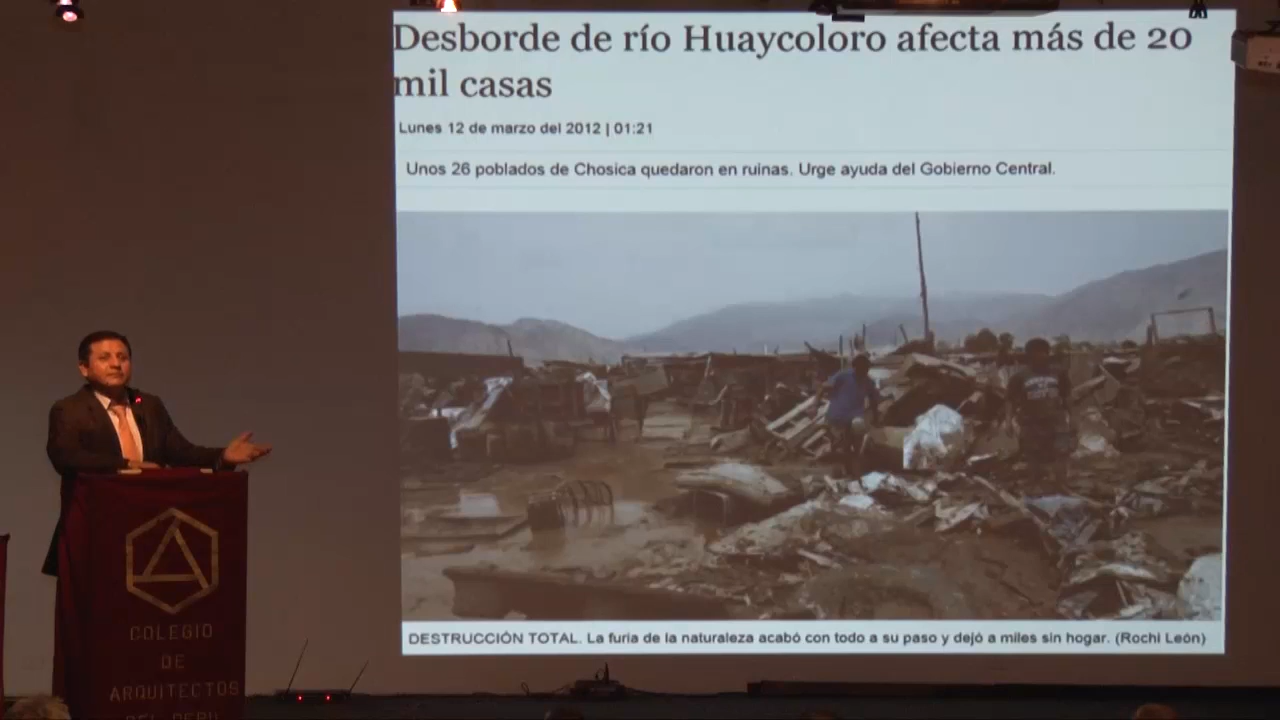 Desborde de río Huaycoloro afecta más de 20
mil casas
Lunes 12 de marzo del 2012 | 01:21
Unos 26 poblados de Chosica quedaron en ruinas. Urge ayuda del Gobierno Central.
DESTRUCCIÓN TOTAL. La furia de la naturaleza acabó con todo a su paso y dejó a miles sin hogar. (Rochi León)
COLEGIO
DE
ARQUITECTOS
DEL PERU